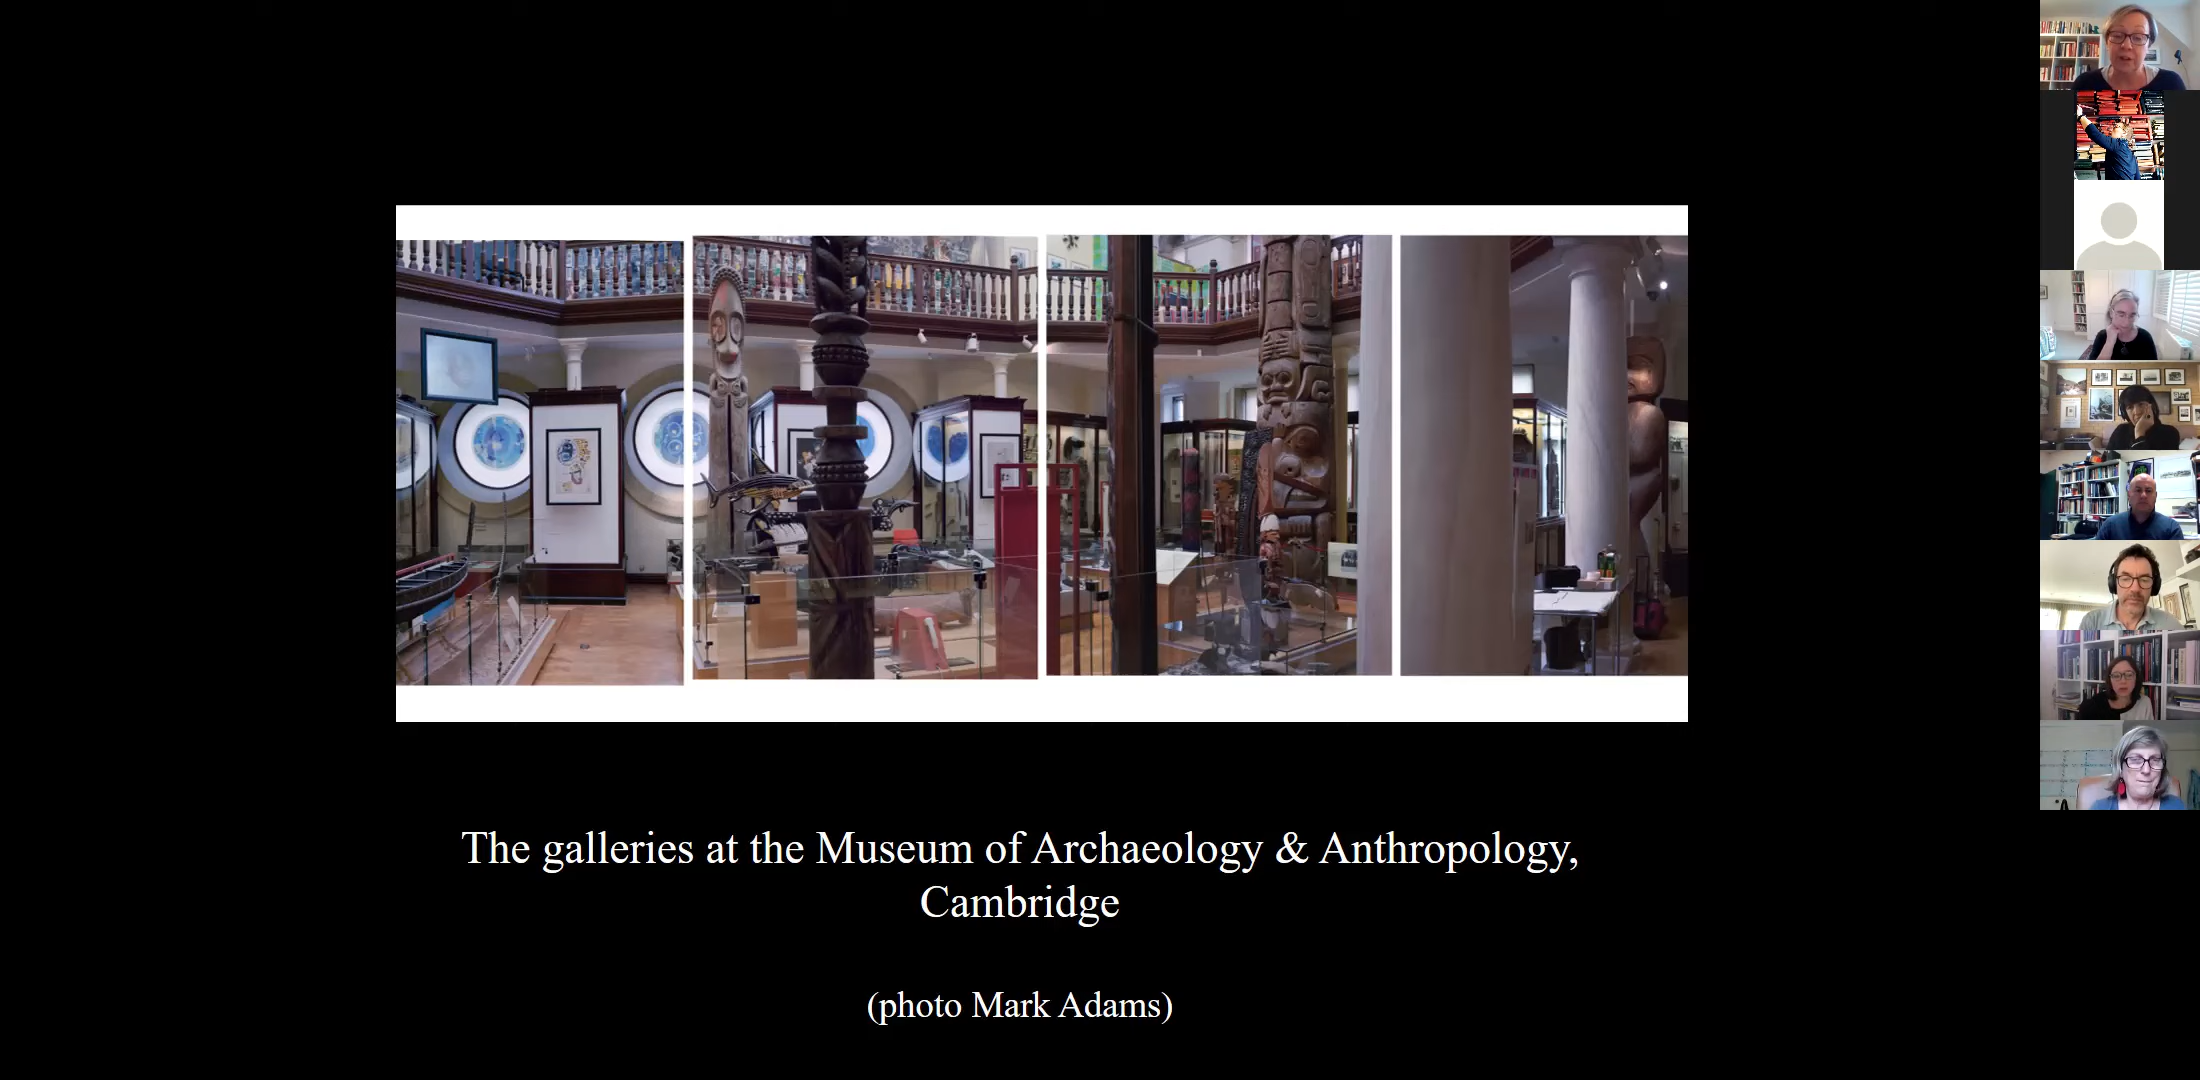 The galleries at the Museum of Archaeology & Anthropology,
Cambridge
(photo Mark Adams)